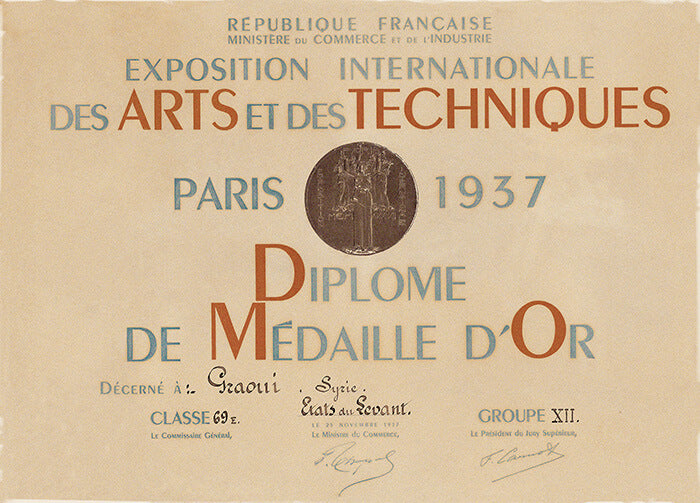 RÉPUBLIQUE FRANÇAISE
MINISTÈRE DU COMMERCE ET DE L'INDUSTRIE
EXPOSITION INTERNATIONALE
DES ARTS ET DES TECHNIQUES
PARIS 1937
DIPLOME
DE MÉDAILLE D'OR
DÉCERNÉ À :- Graoui . Syrie.
Etats du Levant.
CLASSE 69 E. LE 25 NOVEMBRE 1937 GROUPE XII.
LE COMMISSAIRE GÉNÉRAL, LE MINISTRE DU COMMERCE, LE PRÉSIDENT DU JURY SUPÉRIEUR,